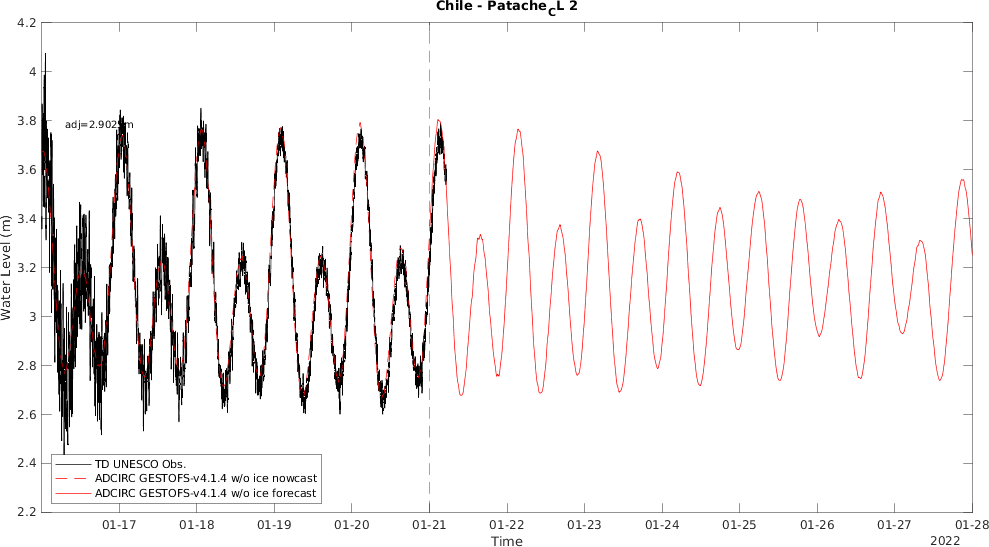 Chile - Patache_CL 2
4.2
4
3.8
3.6
3.4
3.2
3
2.8
2.6
2.4
2.2
Water Level (m)
adj=2.9025m
TD UNESCO Obs.
ADCIRC GESTOFS-v4.1.4 w/o ice nowcast
ADCIRC GESTOFS-v4.1.4 w/o ice forecast
01-17 01-18 01-19 01-20 01-21 01-22 01-23 01-24 01-25 01-26 01-27 01-28
Time
2022